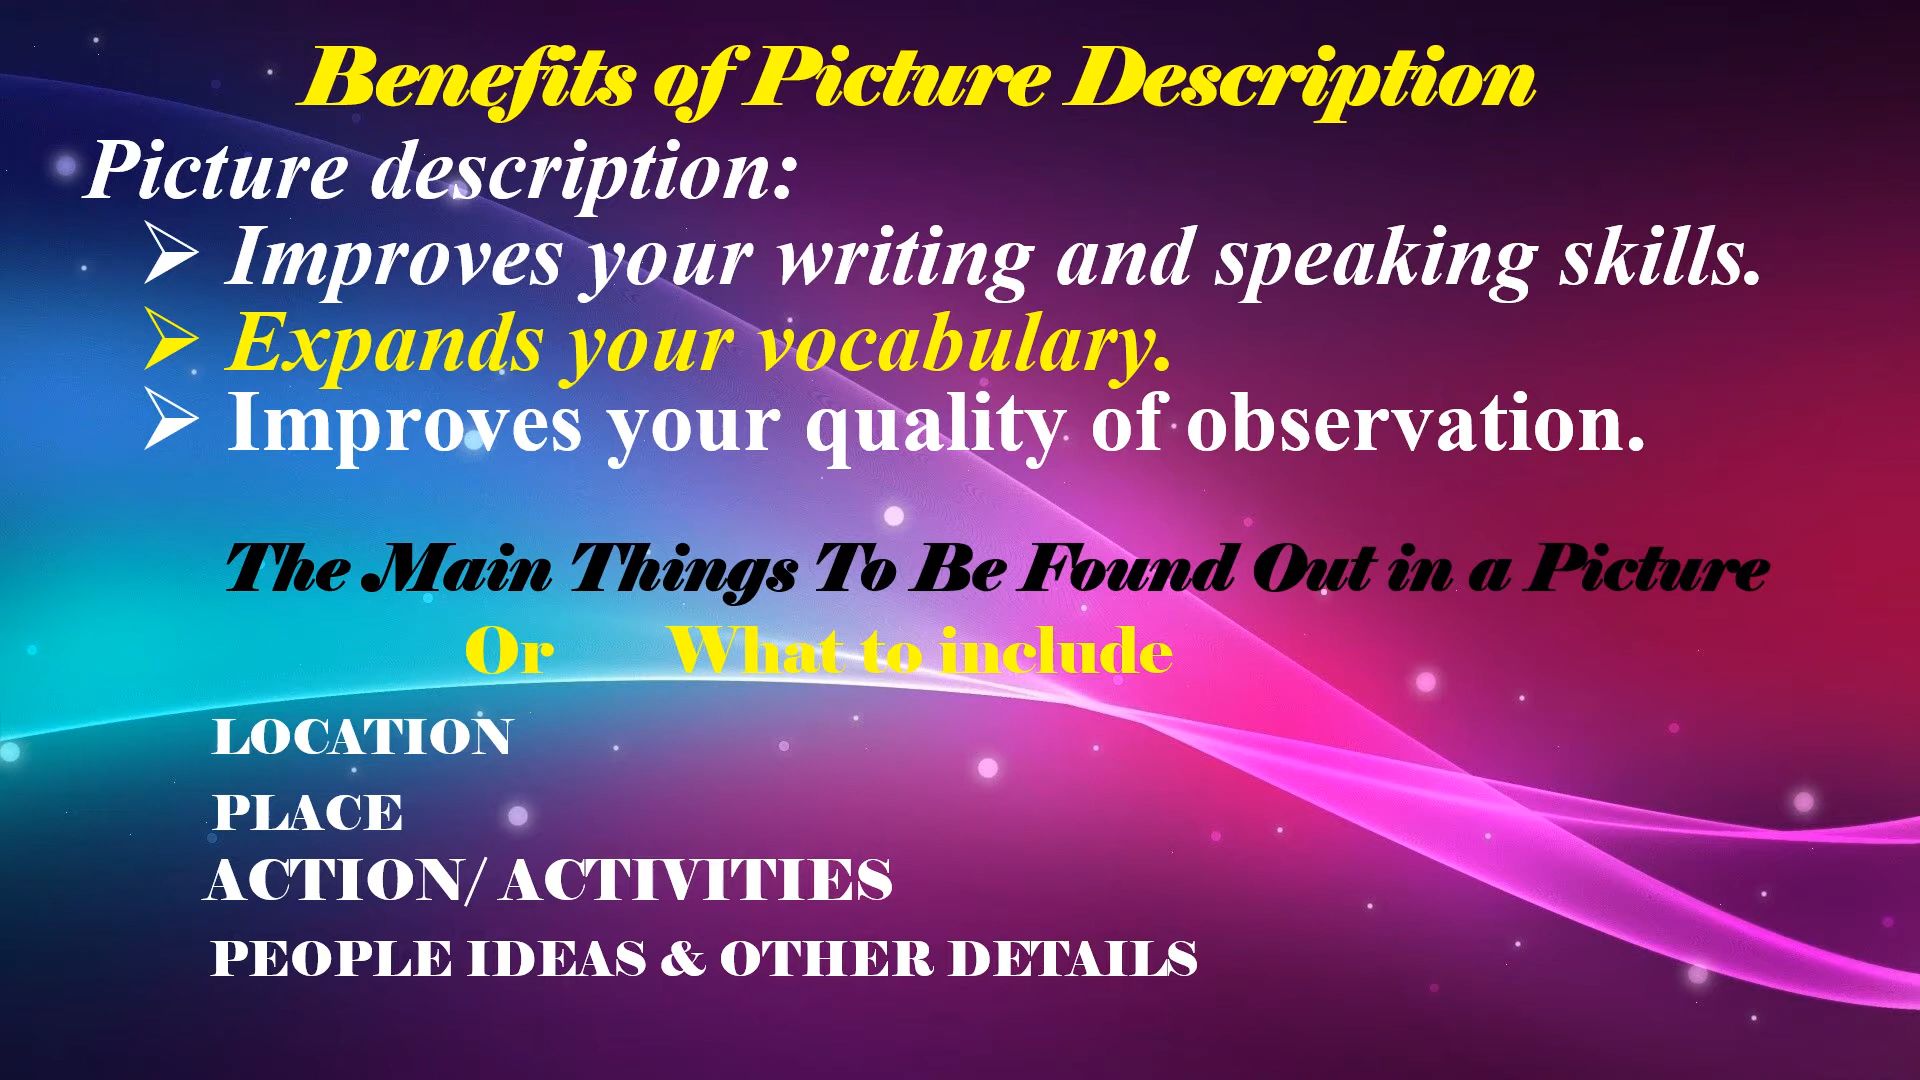 Benefits of Picture Description
Picture description:
➢ Improves your writing and speaking skills.
➢ Expands your vocabulary.
➢ Improves your quality of observation.
The Main Things To Be Found Out in a Picture
Or What to include
LOCATION
PLACE
ACTION/ ACTIVITIES
PEOPLE IDEAS & OTHER DETAILS